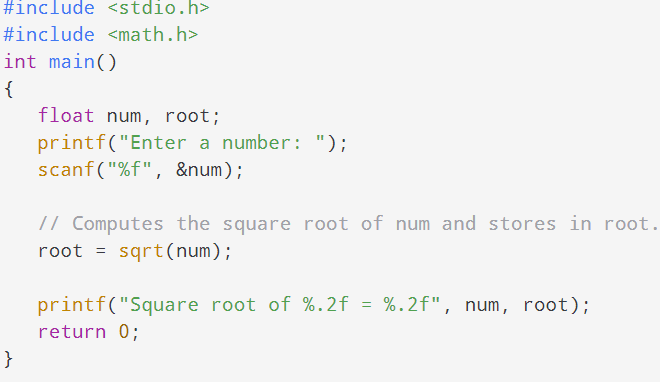 #include <stdio.h>
#include <math.h>
int main()
{
   float num, root;
   printf("Enter a number: ");
   scanf("%f", &num);

   // Computes the square root of num and stores in root.
   root = sqrt(num);

   printf("Square root of %.2f = %.2f", num, root);
   return 0;
}